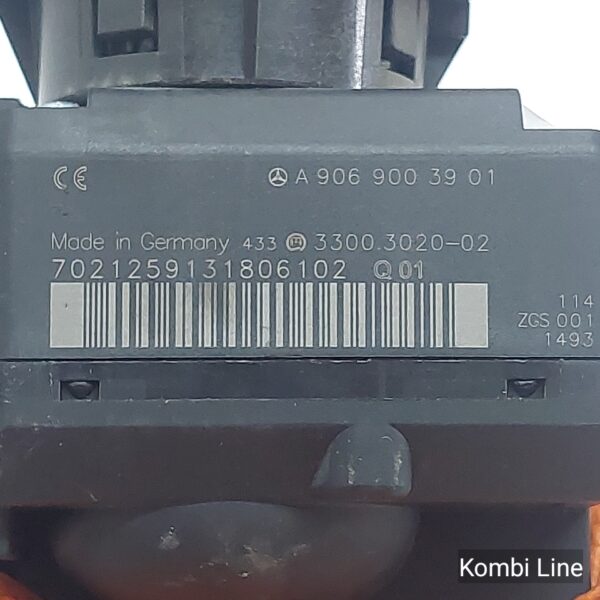 CE A 906 900 39 01
Made in Germany 433 3300.3020-02
7021259131806102 Q01
114
ZGS 001
1493
Kombi Line